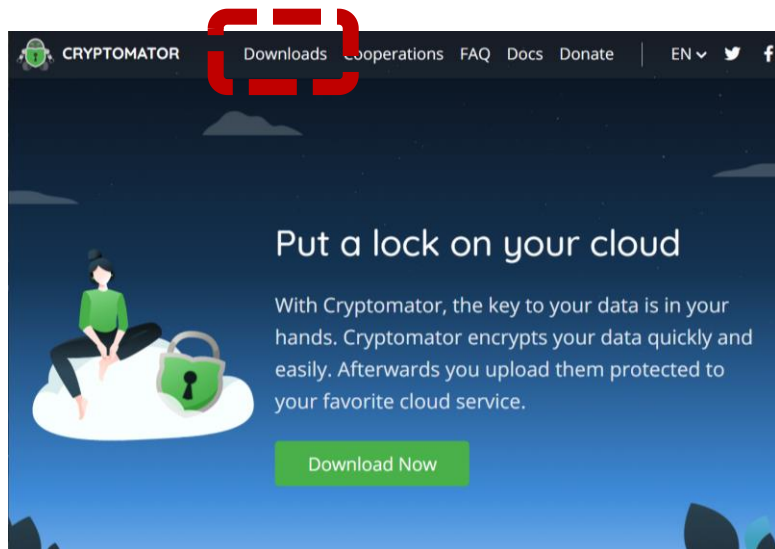 CRYPTOMATOR Downloads Cooperations FAQ Docs Donate EN
Put a lock on your cloud
With Cryptomator, the key to your data is in your
hands. Cryptomator encrypts your data quickly and
easily. Afterwards you upload them protected to
your favorite cloud service.
Download Now